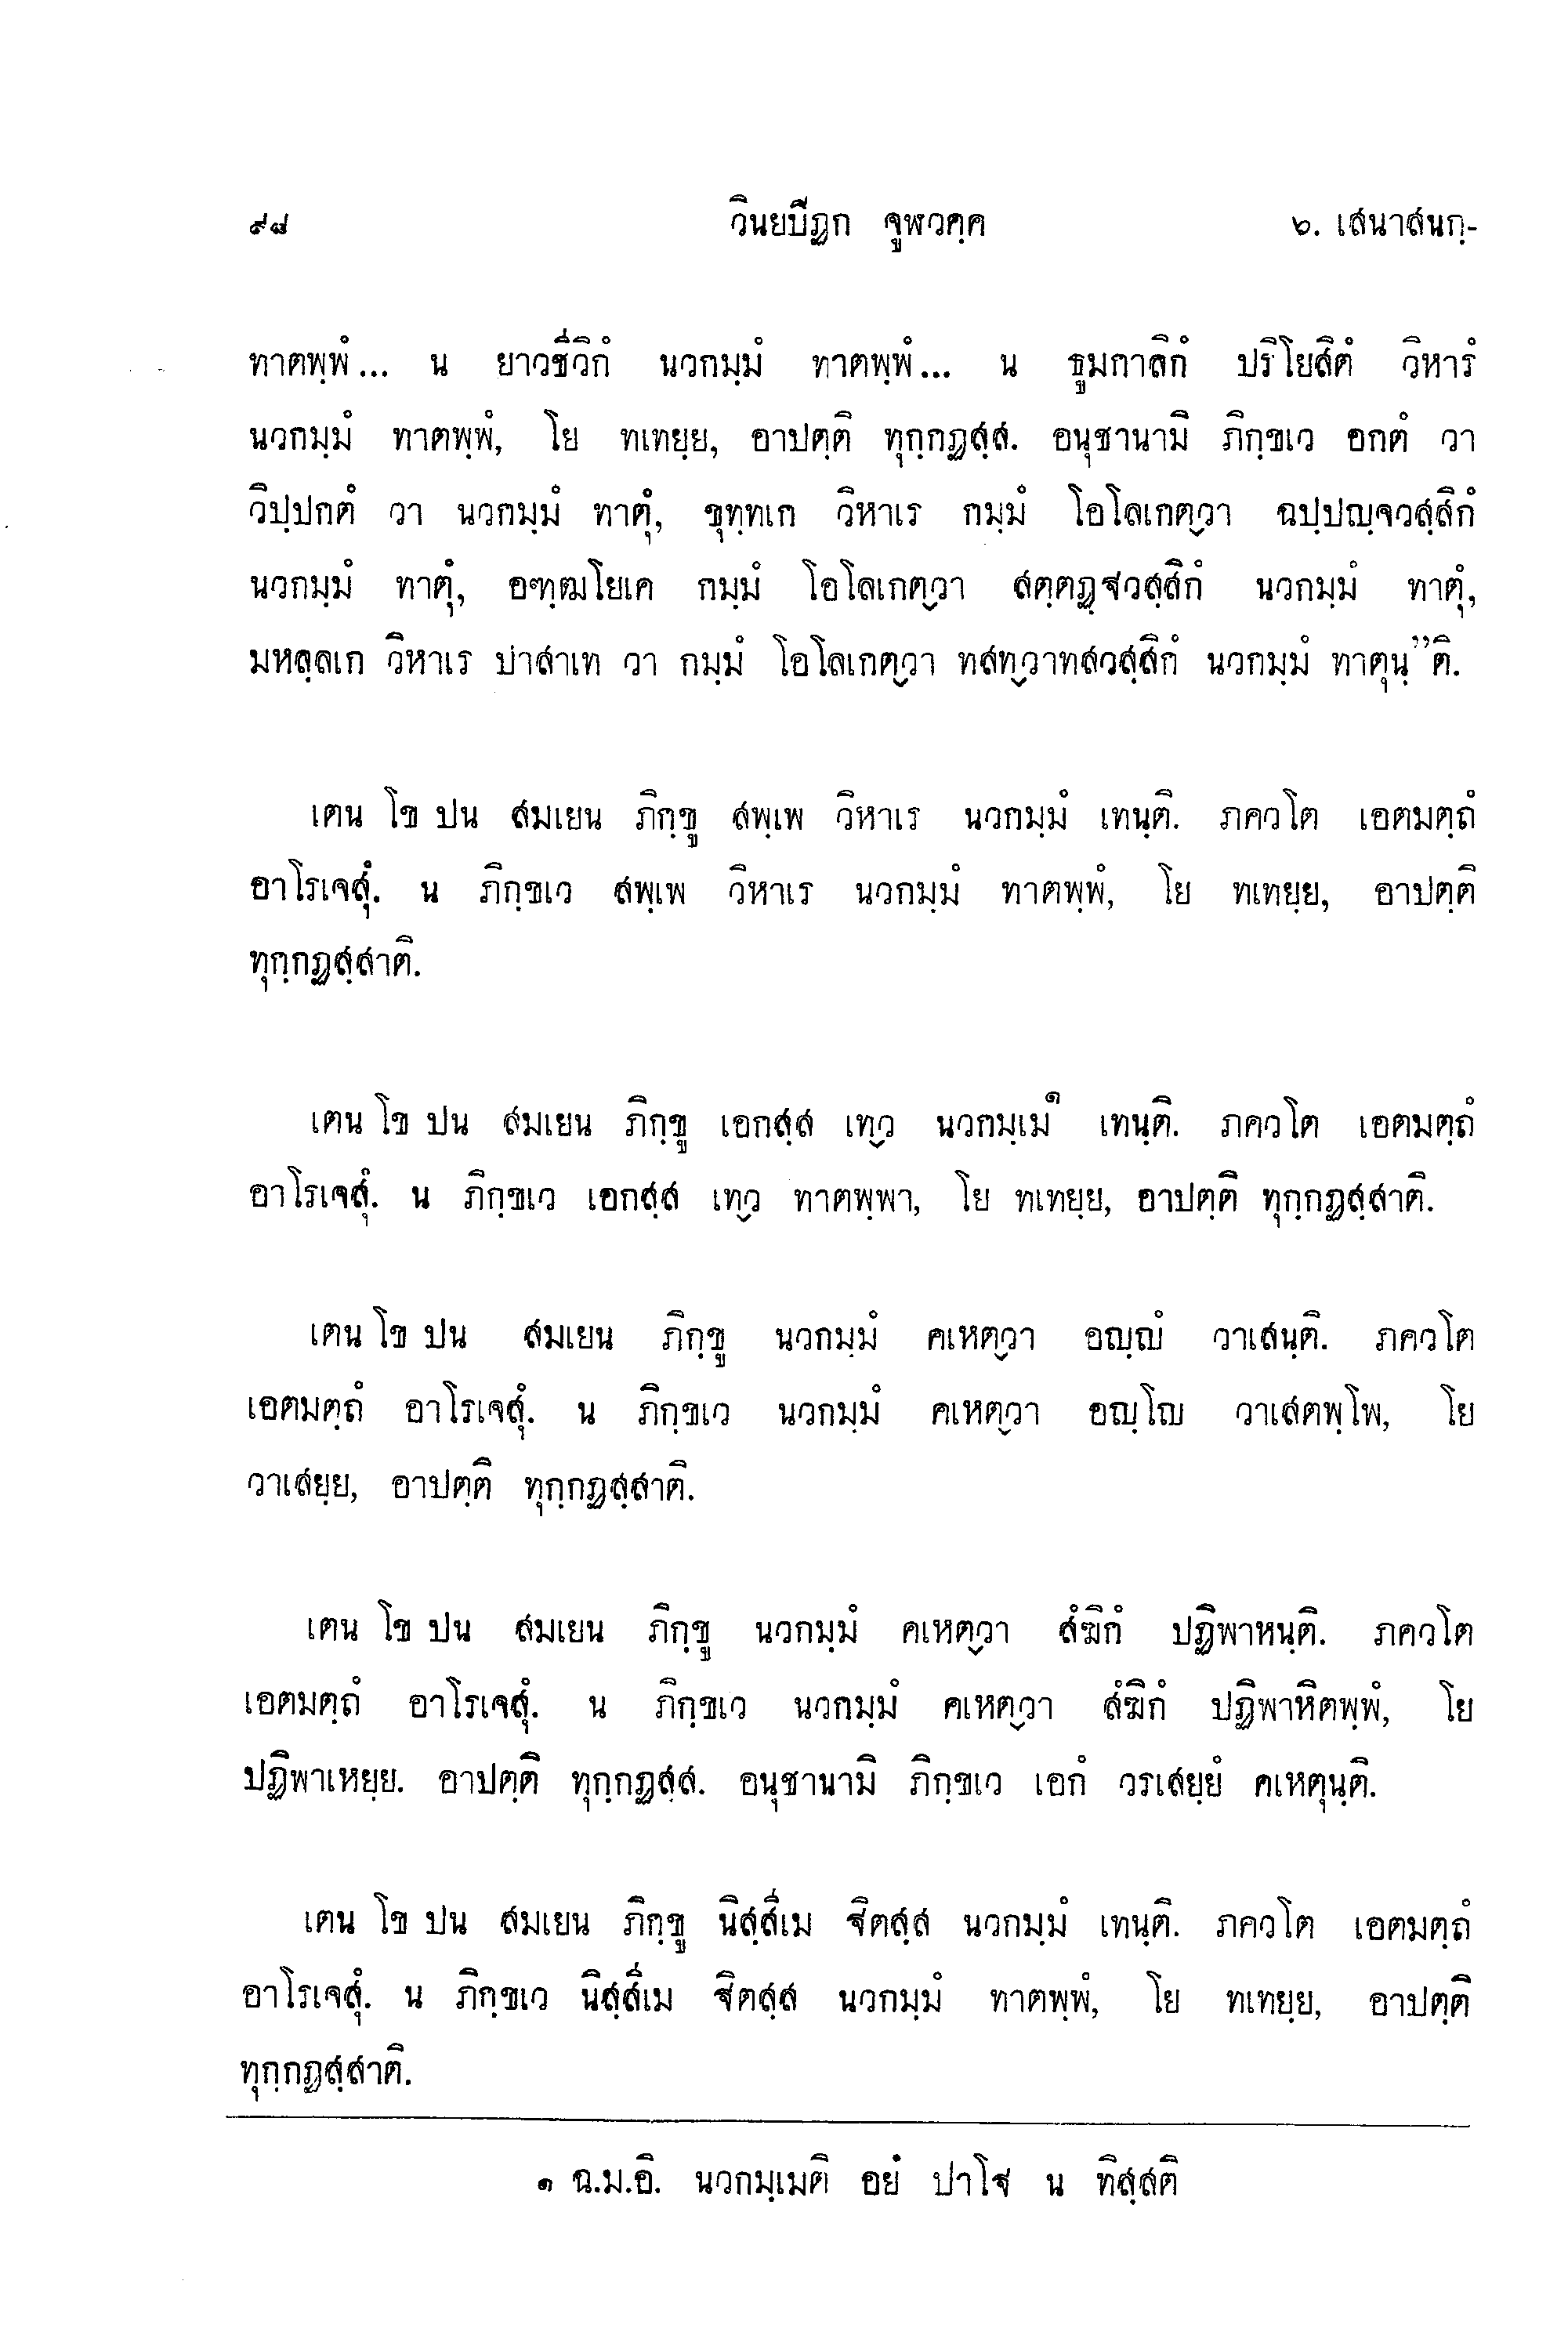 ๙๘ วินยปีฏก จูฬวคฺค ๖. เสนาสนกฺ-
ทาตพฺพํ... น ยาวชีวิกํ นวกมฺมํ ทาตพฺพํ... น ธูมกาลิกํ ปริโยสิตํ วิหารํ
นวกมฺมํ ทาตพฺพํ, โย ทเทยฺย, อาปตฺติ ทุกฺกฏสฺส. อนุชานามิ ภิกฺขเว อกตํ วา
วิปฺปกตํ วา นวกมฺมํ ทาตุํ, ขุทฺทเก วิหาเร กมฺมํ โอโลเกตฺวา ฉปฺปญฺจวสฺสิกํ
นวกมฺมํ ทาตุํ, อฑฺฒโยเค กมฺมํ โอโลเกตฺวา สตฺตฏฺฐวสฺสิกํ นวกมฺมํ ทาตุํ,
มหลฺลเก วิหาเร ปาสาเท วา กมฺมํ โอโลเกตฺวา ทสทฺวาทสวสฺสิกํ นวกมฺมํ ทาตุนฺ”ติ.
เตน โข ปน สมเยน ภิกฺขู สพฺเพ วิหาเร นวกมฺมํ เทนฺติ. ภควโต เอตมตฺถํ
อาโรเจสุํ. น ภิกฺขเว สพฺเพ วิหาเร นวกมฺมํ ทาตพฺพํ, โย ทเทยฺย, อาปตฺติ
ทุกฺกฏสฺสาติ.
เตน โข ปน สมเยน ภิกฺขู เอกสฺส เทฺว นวกมฺเม๑ เทนฺติ. ภควโต เอตมตฺถํ
อาโรเจสุํ. น ภิกฺขเว เอกสฺส เทฺว ทาตพฺพา, โย ทเทยฺย, อาปตฺติ ทุกฺกฏสฺสาติ.
เตน โข ปน สมเยน ภิกฺขู นวกมฺมํ คเหตฺวา อญฺญํ วาเสนฺติ. ภควโต
เอตมตฺถํ อาโรเจสุํ. น ภิกฺขเว นวกมฺมํ คเหตฺวา อญฺโญ วาเสตพฺโพ, โย
วาเสยฺย, อาปตฺติ ทุกฺกฏสฺสาติ.
เตน โข ปน สมเยน ภิกฺขู นวกมฺมํ คเหตฺวา สํฆิกํ ปฏิพาหนฺติ. ภควโต
เอตมตฺถํ อาโรเจสุํ. น ภิกฺขเว นวกมฺมํ คเหตฺวา สํฆิกํ ปฏิพาหิตพฺพํ, โย
ปฏิพาเหยฺย. อาปตฺติ ทุกฺกฏสฺส. อนุชานามิ ภิกฺขเว เอกํ วรเสยฺยํ คเหตุนฺติ.
เตน โข ปน สมเยน ภิกฺขู นิสฺสีเม ฐิตสฺส นวกมฺมํ เทนฺติ. ภควโต เอตมตฺถํ
อาโรเจสุํ. น ภิกฺขเว นิสฺสีเม ฐิตสฺส นวกมฺมํ ทาตพฺพํ, โย ทเทยฺย, อาปตฺติ
ทุกฺกฏสฺสาติ.
๑ ฉ.ม.อิ. นวกมฺเมติ อยํ ปาโฐ น ทิสฺสติ